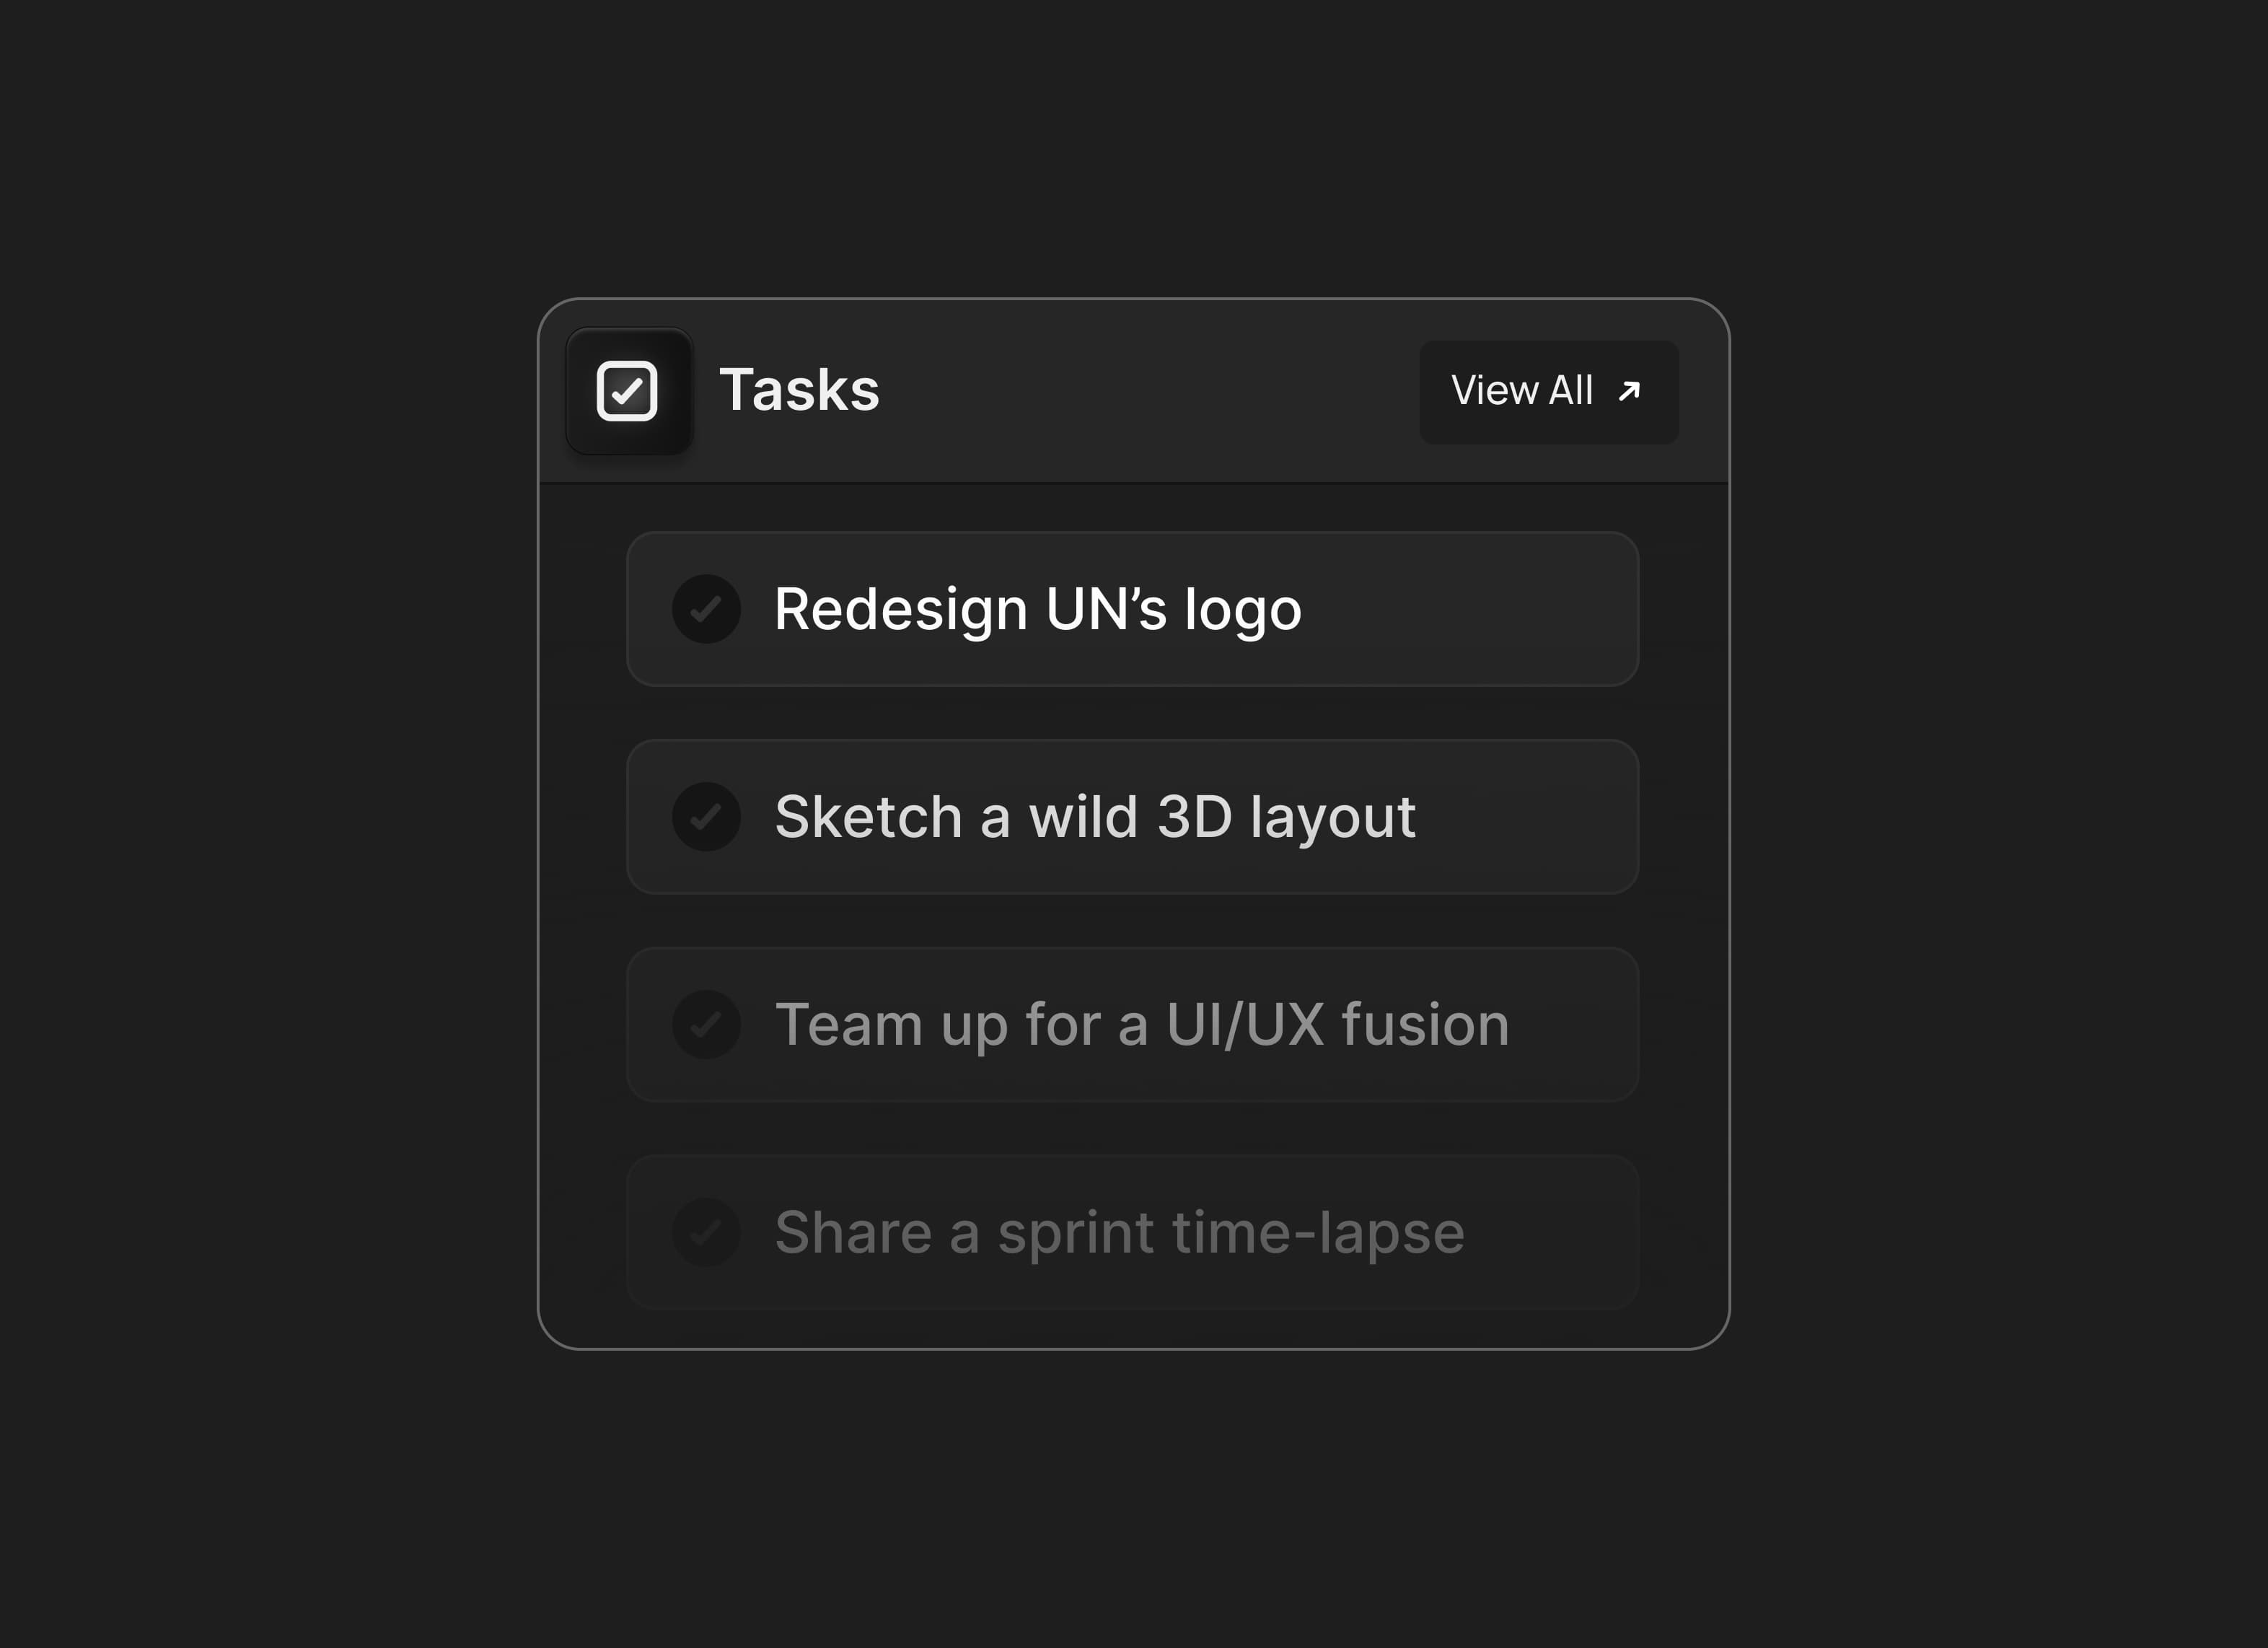 Tasks
View All
Redesign UN’s logo
Sketch a wild 3D layout
Team up for a UI/UX fusion
Share a sprint time-lapse